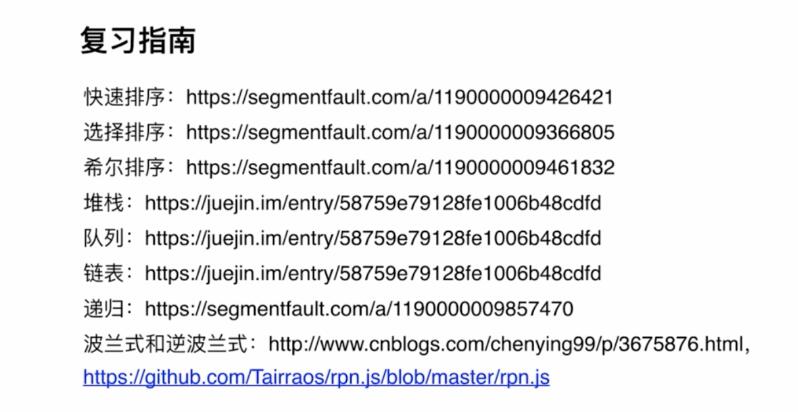 复习指南
快速排序：https://segmentfault.com/a/1190000009426421
选择排序：https://segmentfault.com/a/1190000009366805
希尔排序：https://segmentfault.com/a/1190000009461832
堆栈：https://juejin.im/entry/58759e79128fe1006b48cdfd
队列：https://juejin.im/entry/58759e79128fe1006b48cdfd
链表：https://juejin.im/entry/58759e79128fe1006b48cdfd
递归：https://segmentfault.com/a/1190000009857470
波兰式和逆波兰式：http://www.cnblogs.com/chenying99/p/3675876.html，
https://github.com/Tairraos/rpn.js/blob/master/rpn.js